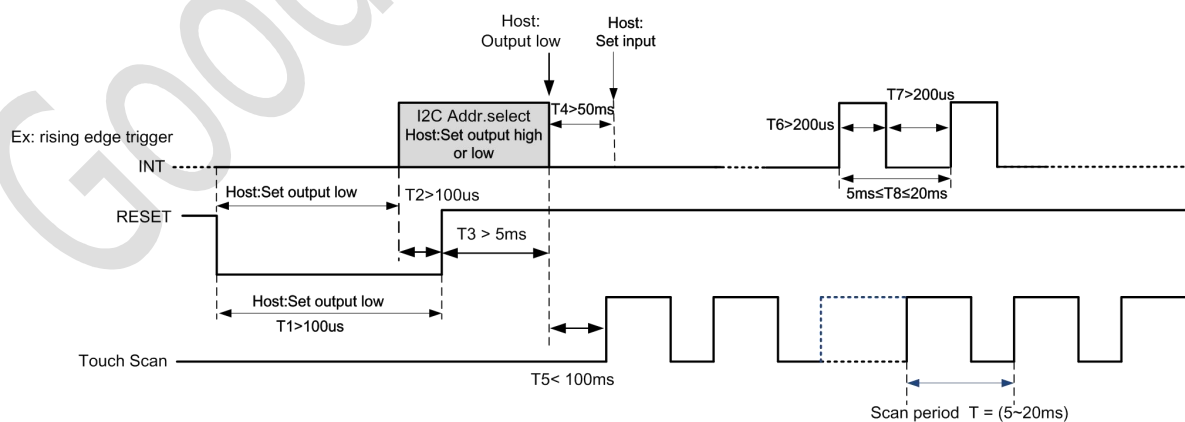 Host:
Output low
Host:
Set input
I2C Addr.select
Host:Set output high
or low
T4>50ms
T7>200us
T6>200us
Ex: rising edge trigger
INT
5ms≤T8≤20ms
Host:Set output low
T2>100us
RESET
T3 > 5ms
Host:Set output low
T1>100us
Touch Scan
T5< 100ms
Scan period T = (5~20ms)
Goo